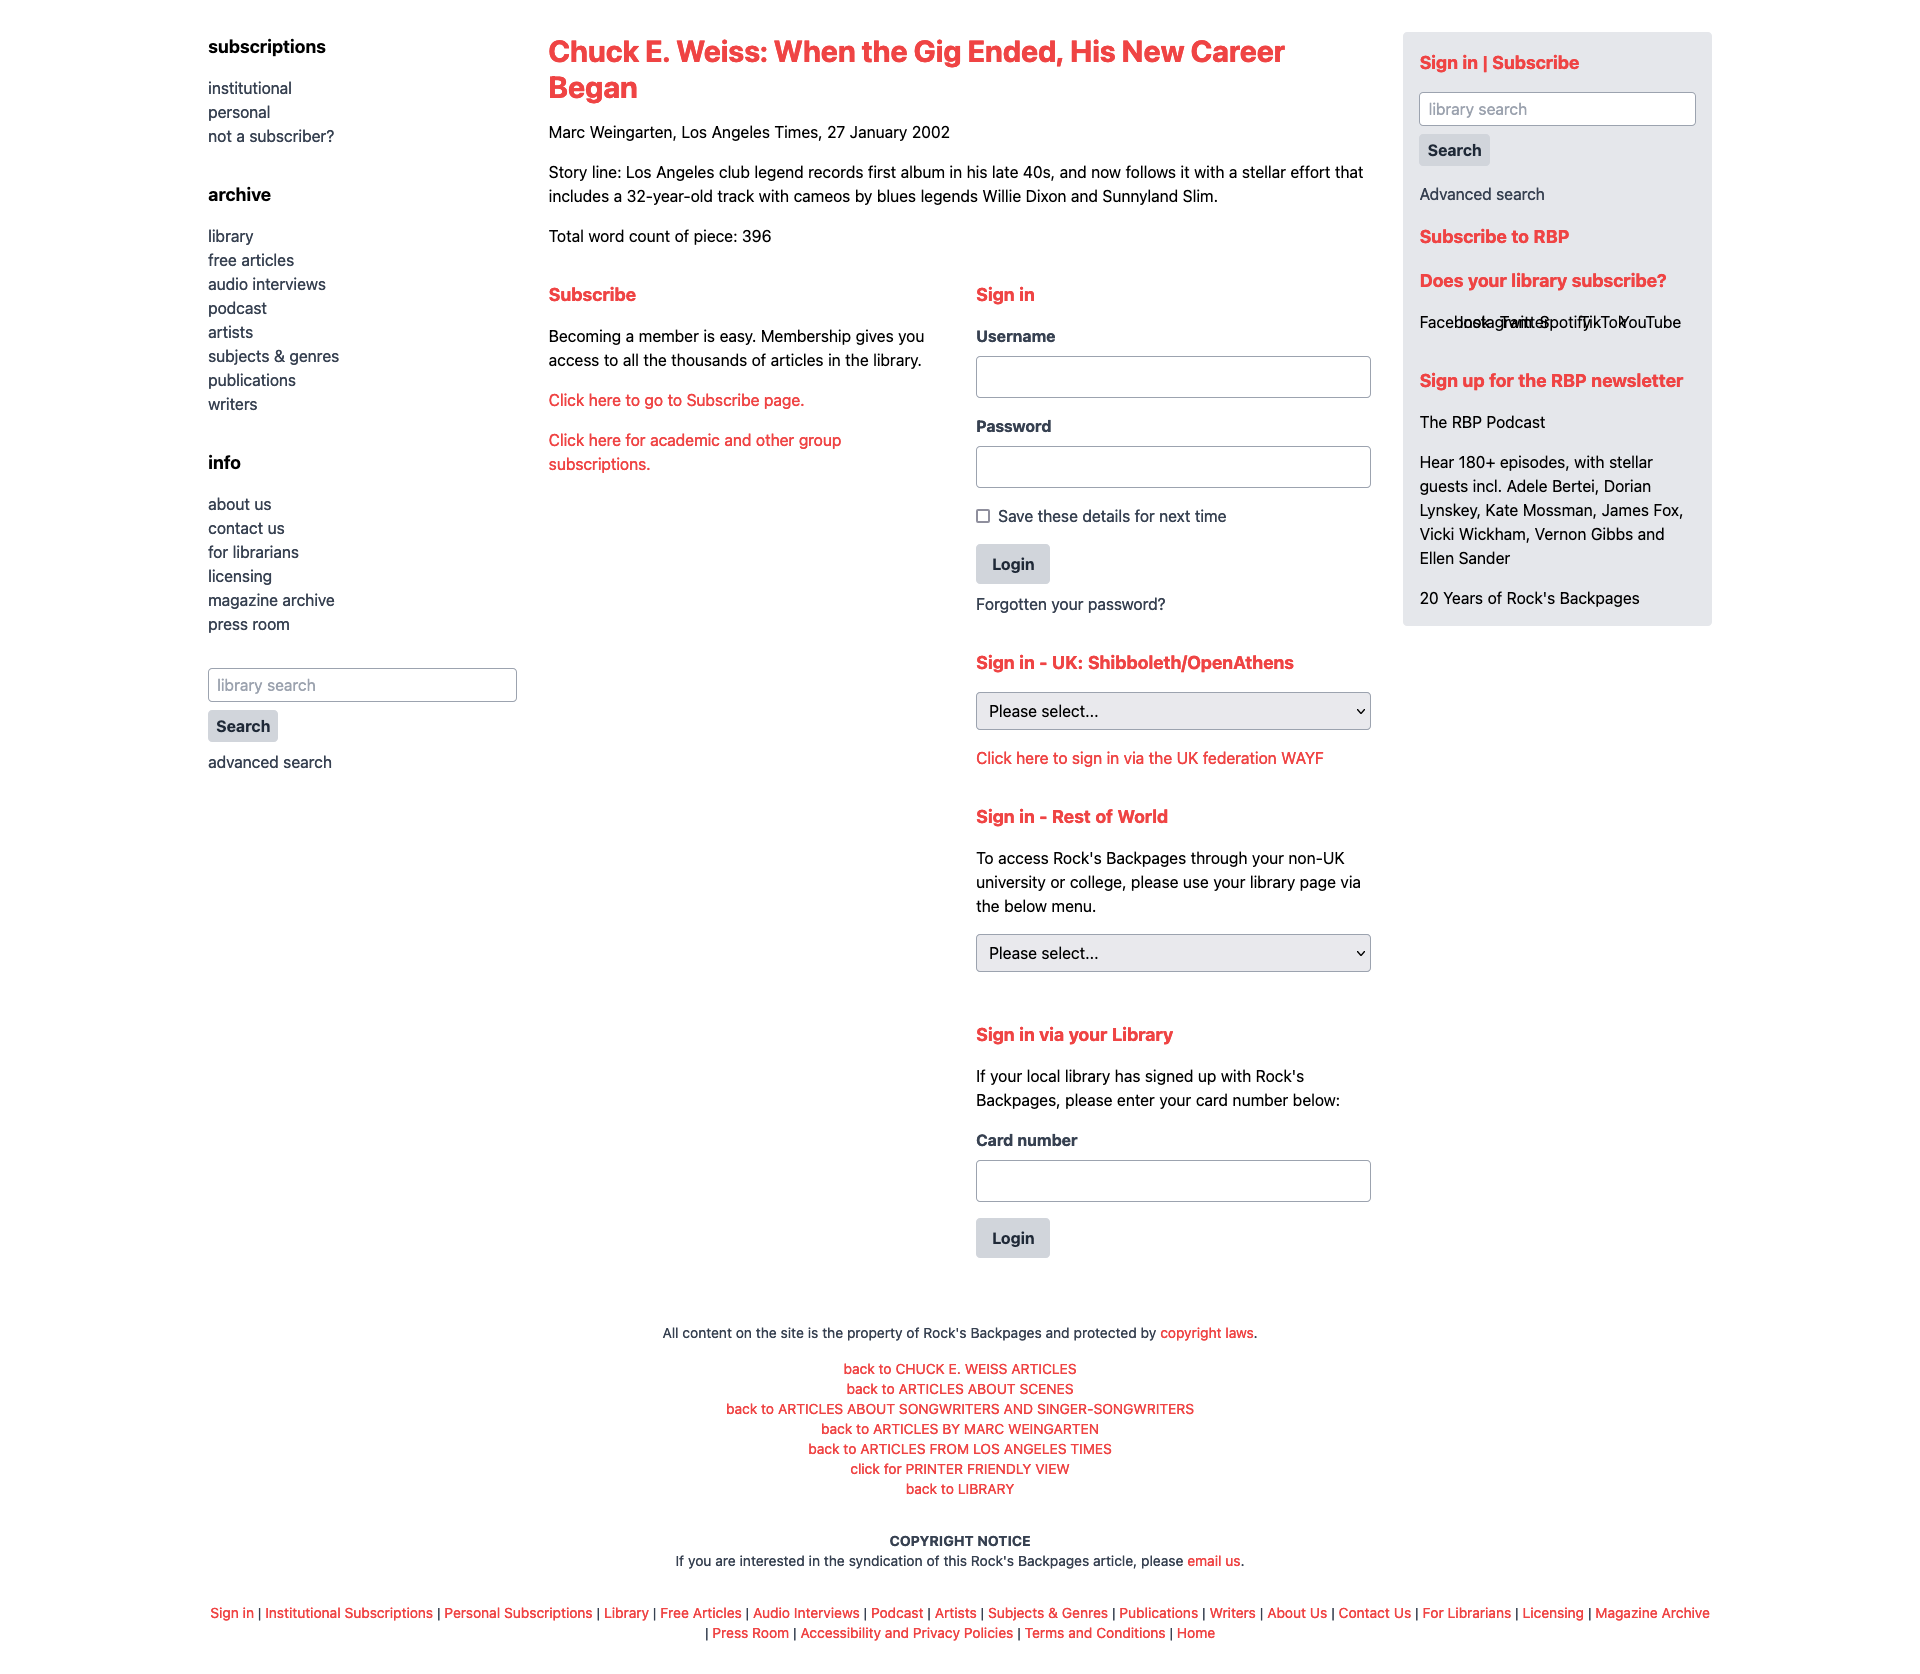 subscriptions
institutional
personal
not a subscriber?
archive
library
free articles
audio interviews
podcast
artists
subjects & genres
publications
writers
info
about us
contact us
for librarians
licensing
magazine archive
press room
library search
Search
advanced search
Chuck E. Weiss: When the Gig Ended, His New Career
Began
Marc Weingarten, Los Angeles Times, 27 January 2002
Story line: Los Angeles club legend records first album in his late 40s, and now follows it with a stellar effort that
includes a 32-year-old track with cameos by blues legends Willie Dixon and Sunnyland Slim.
Total word count of piece: 396
Subscribe
Becoming a member is easy. Membership gives you
access to all the thousands of articles in the library.
Click here to go to Subscribe page.
Click here for academic and other group
subscriptions.
Sign in
Username
Password
Save these details for next time
Login
Forgotten your password?
Sign in - UK: Shibboleth/OpenAthens
Please select...
Click here to sign in via the UK federation WAYF
Sign in - Rest of World
To access Rock's Backpages through your non-UK
university or college, please use your library page via
the below menu.
Please select...
Sign in via your Library
If your local library has signed up with Rock's
Backpages, please enter your card number below:
Card number
Login
Sign in | Subscribe
library search
Search
Advanced search
Subscribe to RBP
Does your library subscribe?
Facebook Instagram Twitter Spotify TikTok YouTube
Sign up for the RBP newsletter
The RBP Podcast
Hear 180+ episodes, with stellar
guests incl. Adele Bertei, Dorian
Lynskey, Kate Mossman, James Fox,
Vicki Wickham, Vernon Gibbs and
Ellen Sander
20 Years of Rock's Backpages
All content on the site is the property of Rock's Backpages and protected by copyright laws.
back to CHUCK E. WEISS ARTICLES
back to ARTICLES ABOUT SCENES
back to ARTICLES ABOUT SONGWRITERS AND SINGER-SONGWRITERS
back to ARTICLES BY MARC WEINGARTEN
back to ARTICLES FROM LOS ANGELES TIMES
click for PRINTER FRIENDLY VIEW
back to LIBRARY
COPYRIGHT NOTICE
If you are interested in the syndication of this Rock's Backpages article, please email us.
Sign in | Institutional Subscriptions | Personal Subscriptions | Library | Free Articles | Audio Interviews | Podcast | Artists | Subjects & Genres | Publications | Writers | About Us | Contact Us | For Librarians | Licensing | Magazine Archive
| Press Room | Accessibility and Privacy Policies | Terms and Conditions | Home